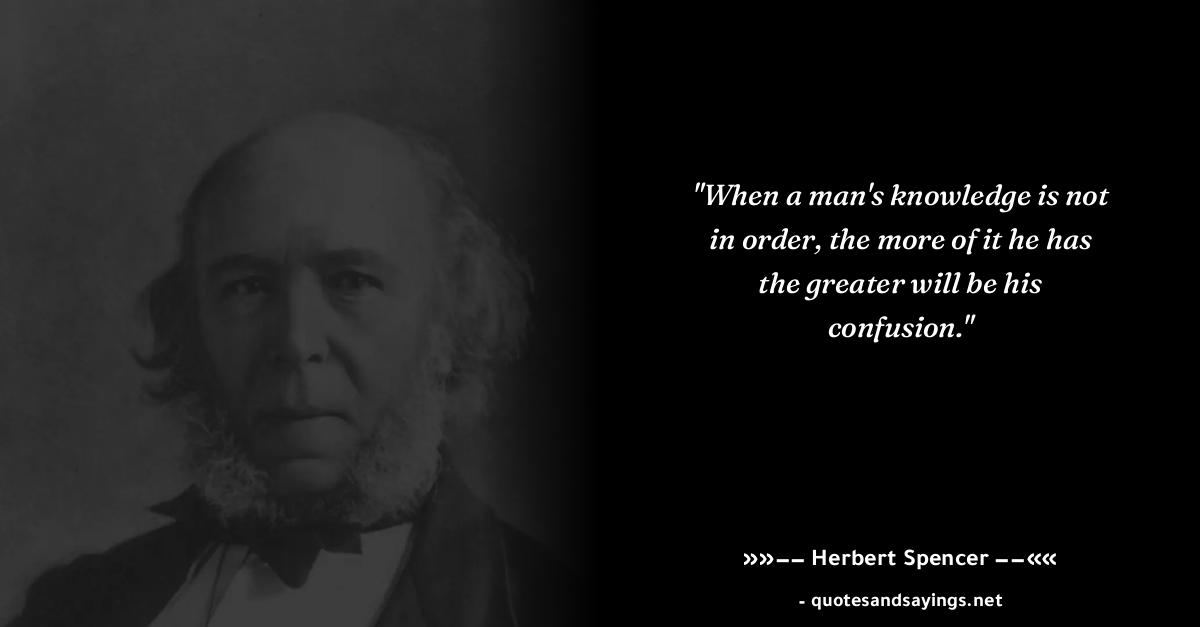 "When a man's knowledge is not
in order, the more of it he has
the greater will be his
confusion."
»»−− Herbert Spencer −−««
- quotesandsayings.net